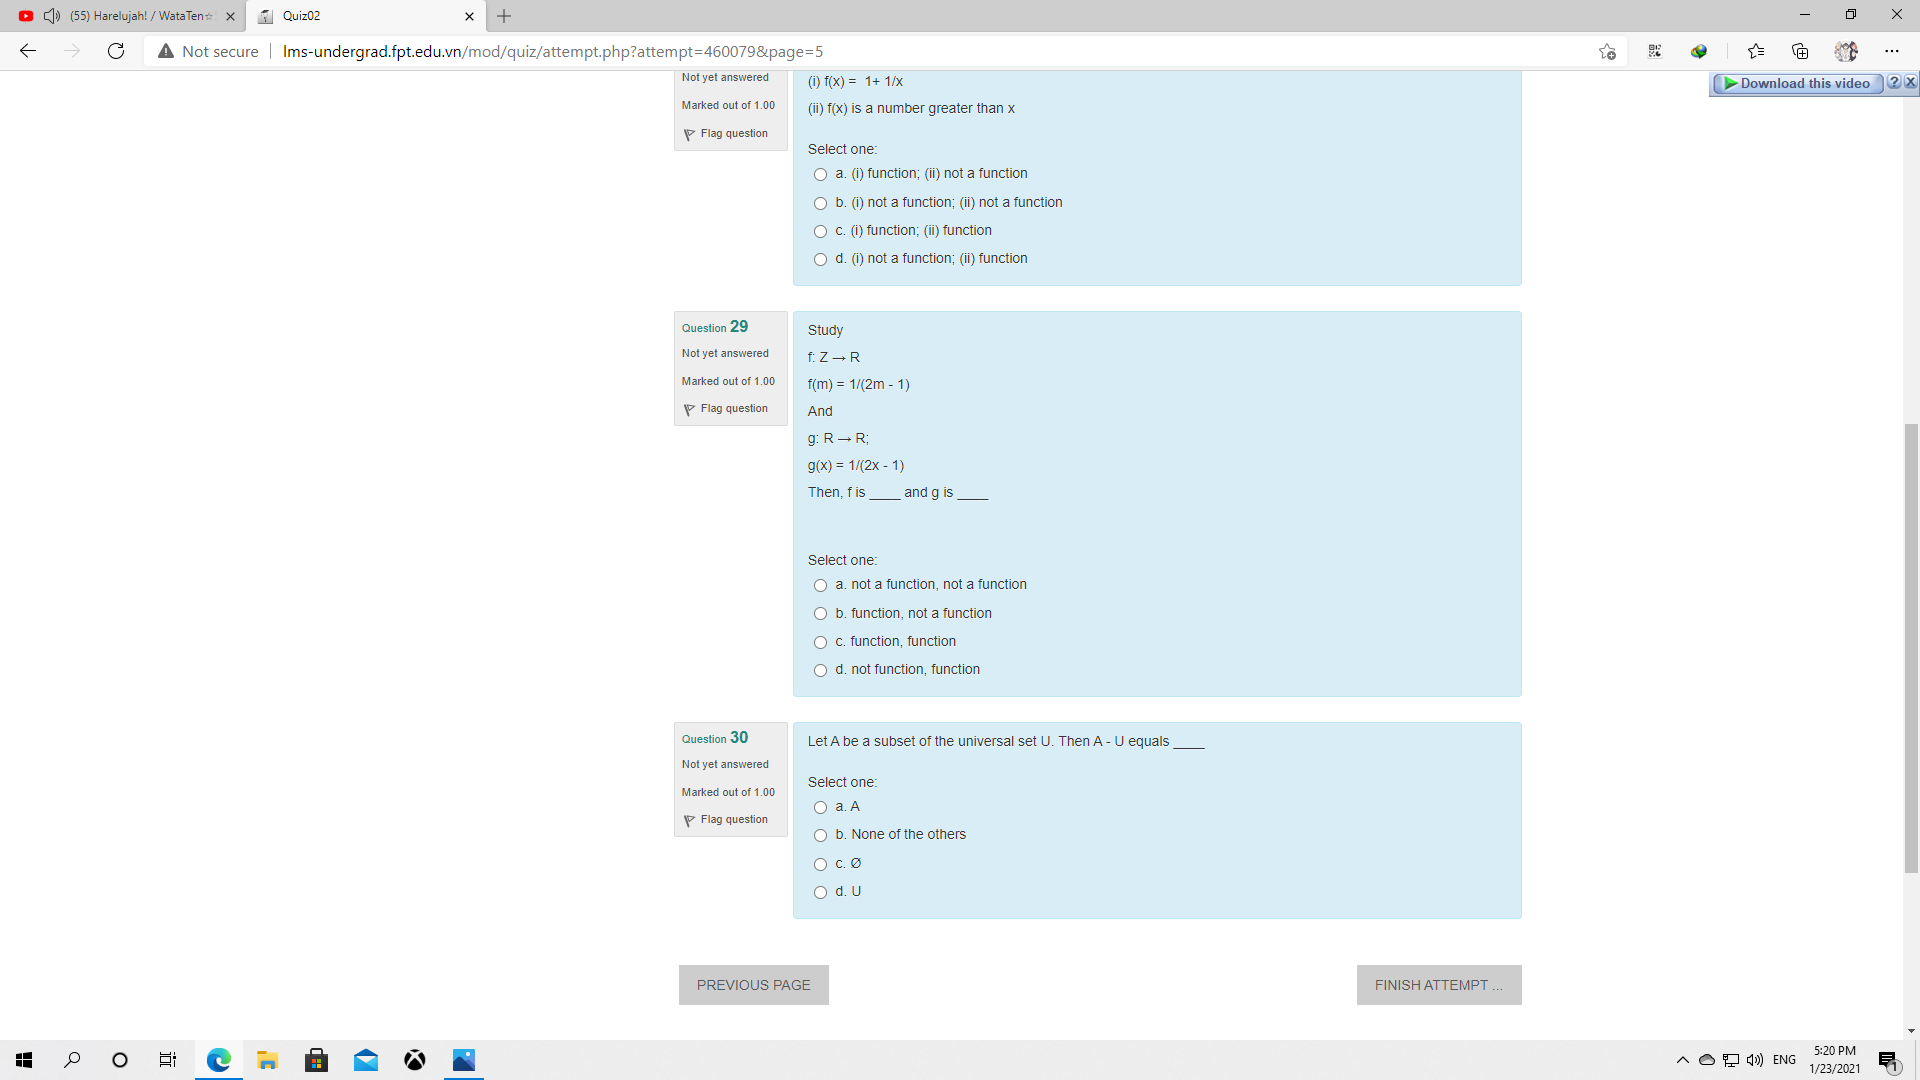 (55) Harelujah! / WataTen☆
Quiz02
Not secure
lms-undergrad.fpt.edu.vn/mod/quiz/attempt.php?attempt=460079&page=5
Download this video
Not yet answered
Marked out of 1.00
Flag question
(i) f(x) = 1+ 1/x
(ii) f(x) is a number greater than x
Select one:
a. (i) function; (ii) not a function
b. (i) not a function; (ii) not a function
c. (i) function; (ii) function
d. (i) not a function; (ii) function
Question 29
Not yet answered
Marked out of 1.00
Flag question
Study
f: Z → R
f(m) = 1/(2m - 1)
And
g: R → R;
g(x) = 1/(2x - 1)
Then, f is ____ and g is ____
Select one:
a. not a function, not a function
b. function, not a function
c. function, function
d. not function, function
Question 30
Not yet answered
Marked out of 1.00
Flag question
Let A be a subset of the universal set U. Then A - U equals ____
Select one:
a. A
b. None of the others
c. Ø
d. U
PREVIOUS PAGE
FINISH ATTEMPT ...
ENG
5:20 PM
1/23/2021
1